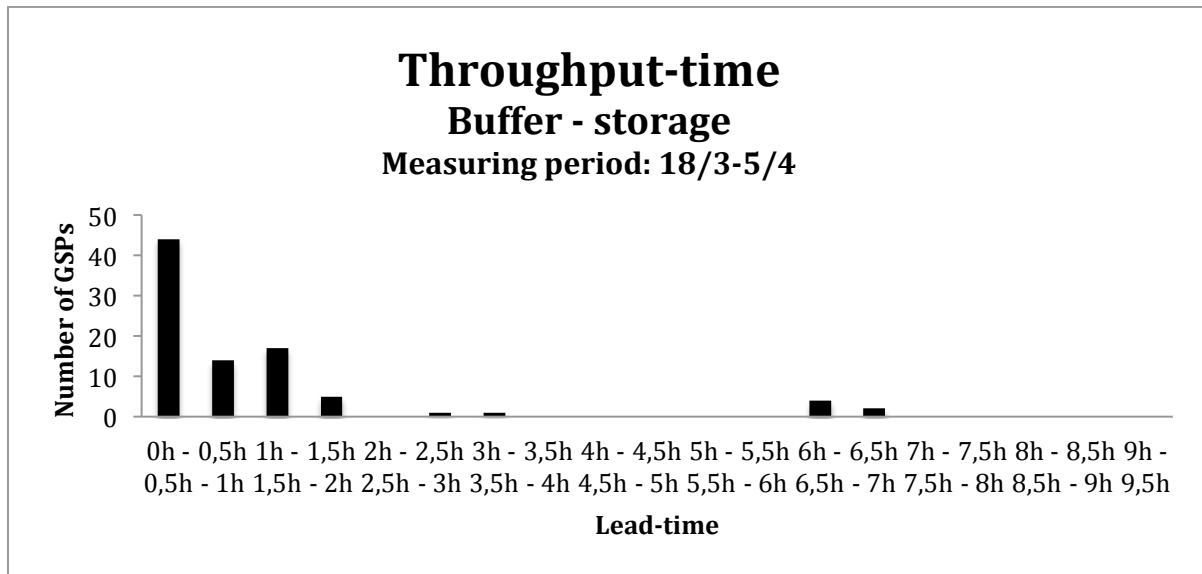 Throughput-time
Buffer - storage
Measuring period: 18/3-5/4
Number of GSPs
50
40
30
20
10
0
0h - 0,5h 1h - 1,5h 2h - 2,5h 3h - 3,5h 4h - 4,5h 5h - 5,5h 6h - 6,5h 7h - 7,5h 8h - 8,5h 9h -
0,5h - 1h 1,5h - 2h 2,5h - 3h 3,5h - 4h 4,5h - 5h 5,5h - 6h 6,5h - 7h 7,5h - 8h 8,5h - 9h 9,5h
Lead-time